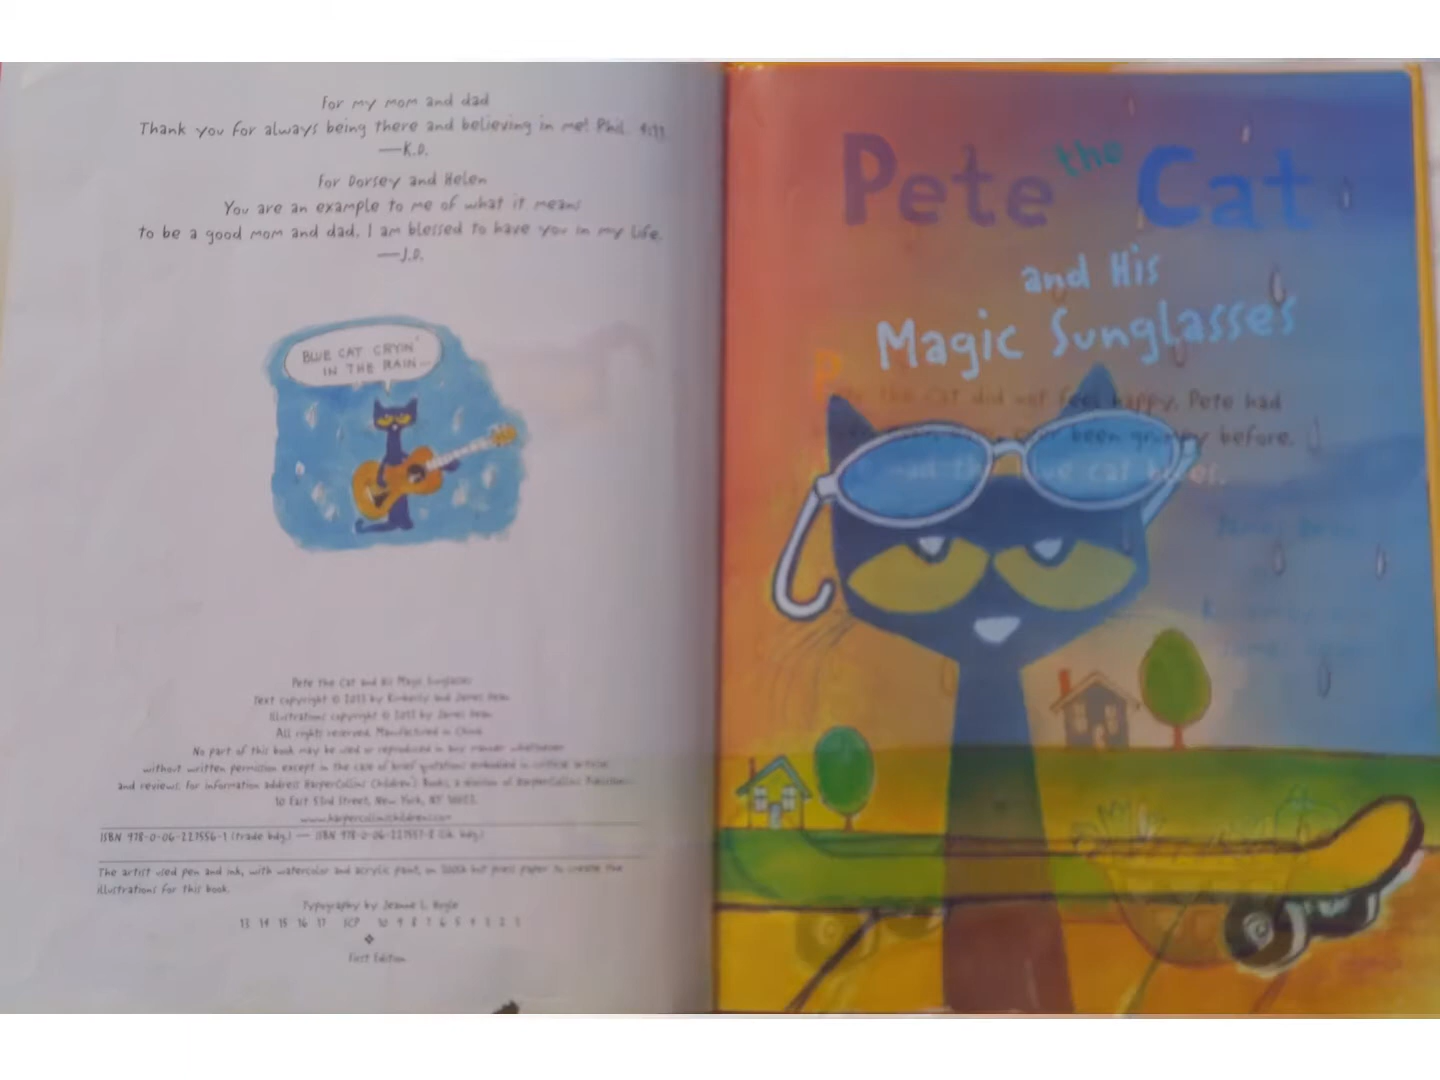 For my mom and dad
Thank you for always being there and believing in me! Phil. 4:13
—K.D.
For Dorsey and Helen
You are an example to me of what it means
to be a good mom and dad. I am blessed to have you in my life.
—J.D.
BLUE CAT CRYIN'
IN THE RAIN...
Pete the Cat and His Magic Sunglasses
Text copyright © 2013 by Kimberly and James Dean
Illustrations copyright © 2013 by James Dean
All rights reserved. Manufactured in China.
No part of this book may be used or reproduced in any manner whatsoever
without written permission except in the case of brief quotations embodied in critical articles
and reviews. For information address HarperCollins Children's Books, a division of HarperCollins
10 East 53rd Street, New York, NY 10022.
www.harpercollinschildrens.com
ISBN 978-0-06-227556-1 (trade bdg.) — ISBN 978-0-06-227557-8 (lib. bdg.)
The artist used pen and ink, with watercolor and acrylic paint, on 300lb hot press paper to create the
illustrations for this book.
Typography by Jeanne L. Hogle
13 14 15 16 17 SCP 10 9 8 7 6 5 4 3 2 1
❖
First Edition
Pete the Cat
and His
Magic Sunglasses
the cat did not feel happy. Pete had
ever been grumpy before.
blue cat